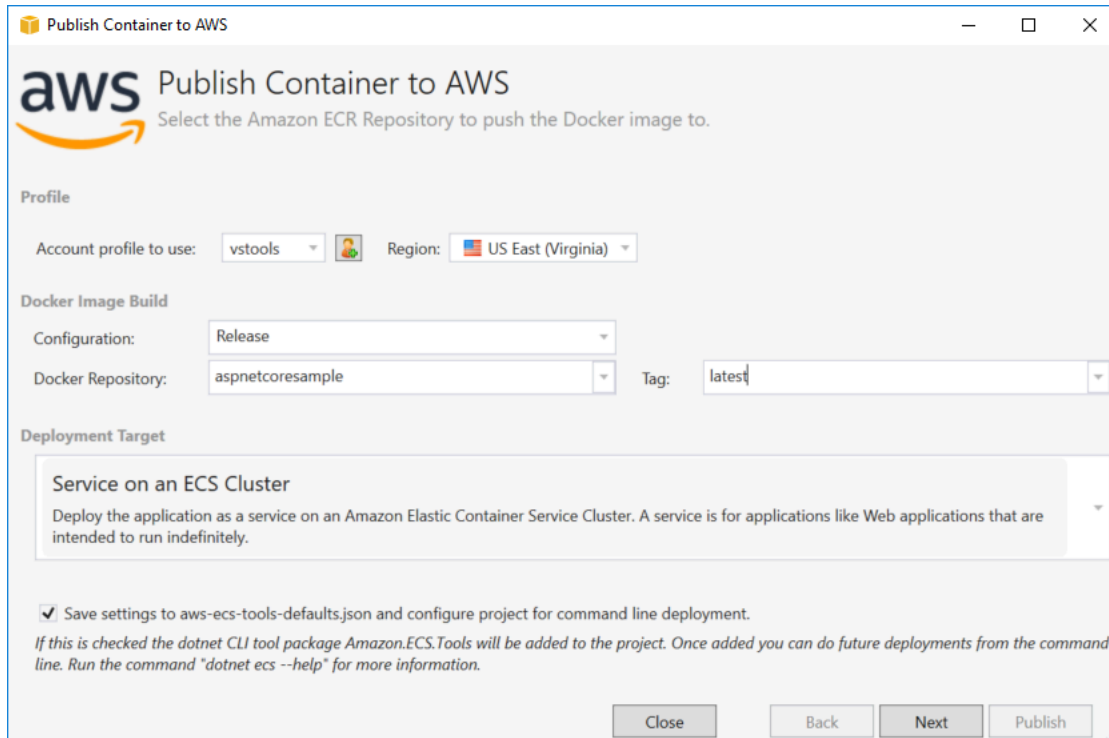 Publish Container to AWS
aws Publish Container to AWS
Select the Amazon ECR Repository to push the Docker image to.
Profile
Account profile to use: vstools Region: US East (Virginia)
Docker Image Build
Configuration: Release
Docker Repository: aspnetcoresample Tag: latest
Deployment Target
Service on an ECS Cluster
Deploy the application as a service on an Amazon Elastic Container Service Cluster. A service is for applications like Web applications that are
intended to run indefinitely.
Save settings to aws-ecs-tools-defaults.json and configure project for command line deployment.
If this is checked the dotnet CLI tool package Amazon.ECS.Tools will be added to the project. Once added you can do future deployments from the command
line. Run the command "dotnet ecs --help" for more information.
Close Back Next Publish